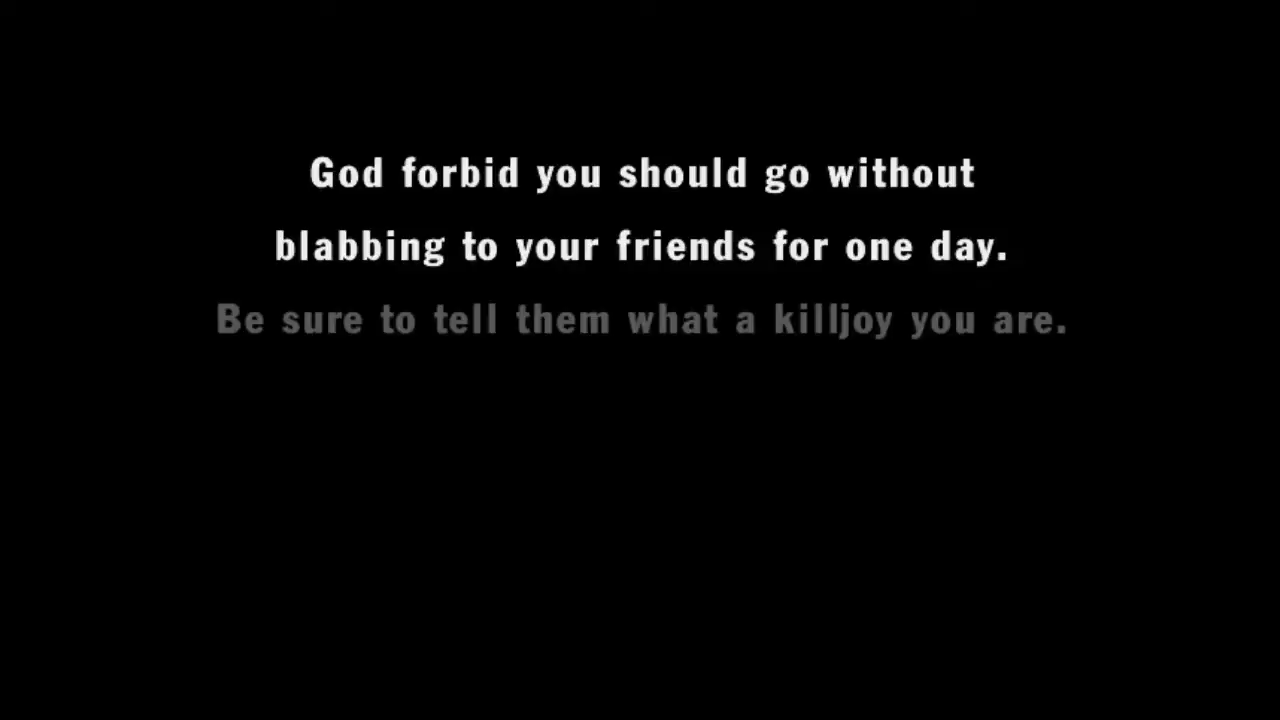 God forbid you should go without
blabbing to your friends for one day.
Be sure to tell them what a killjoy you are.